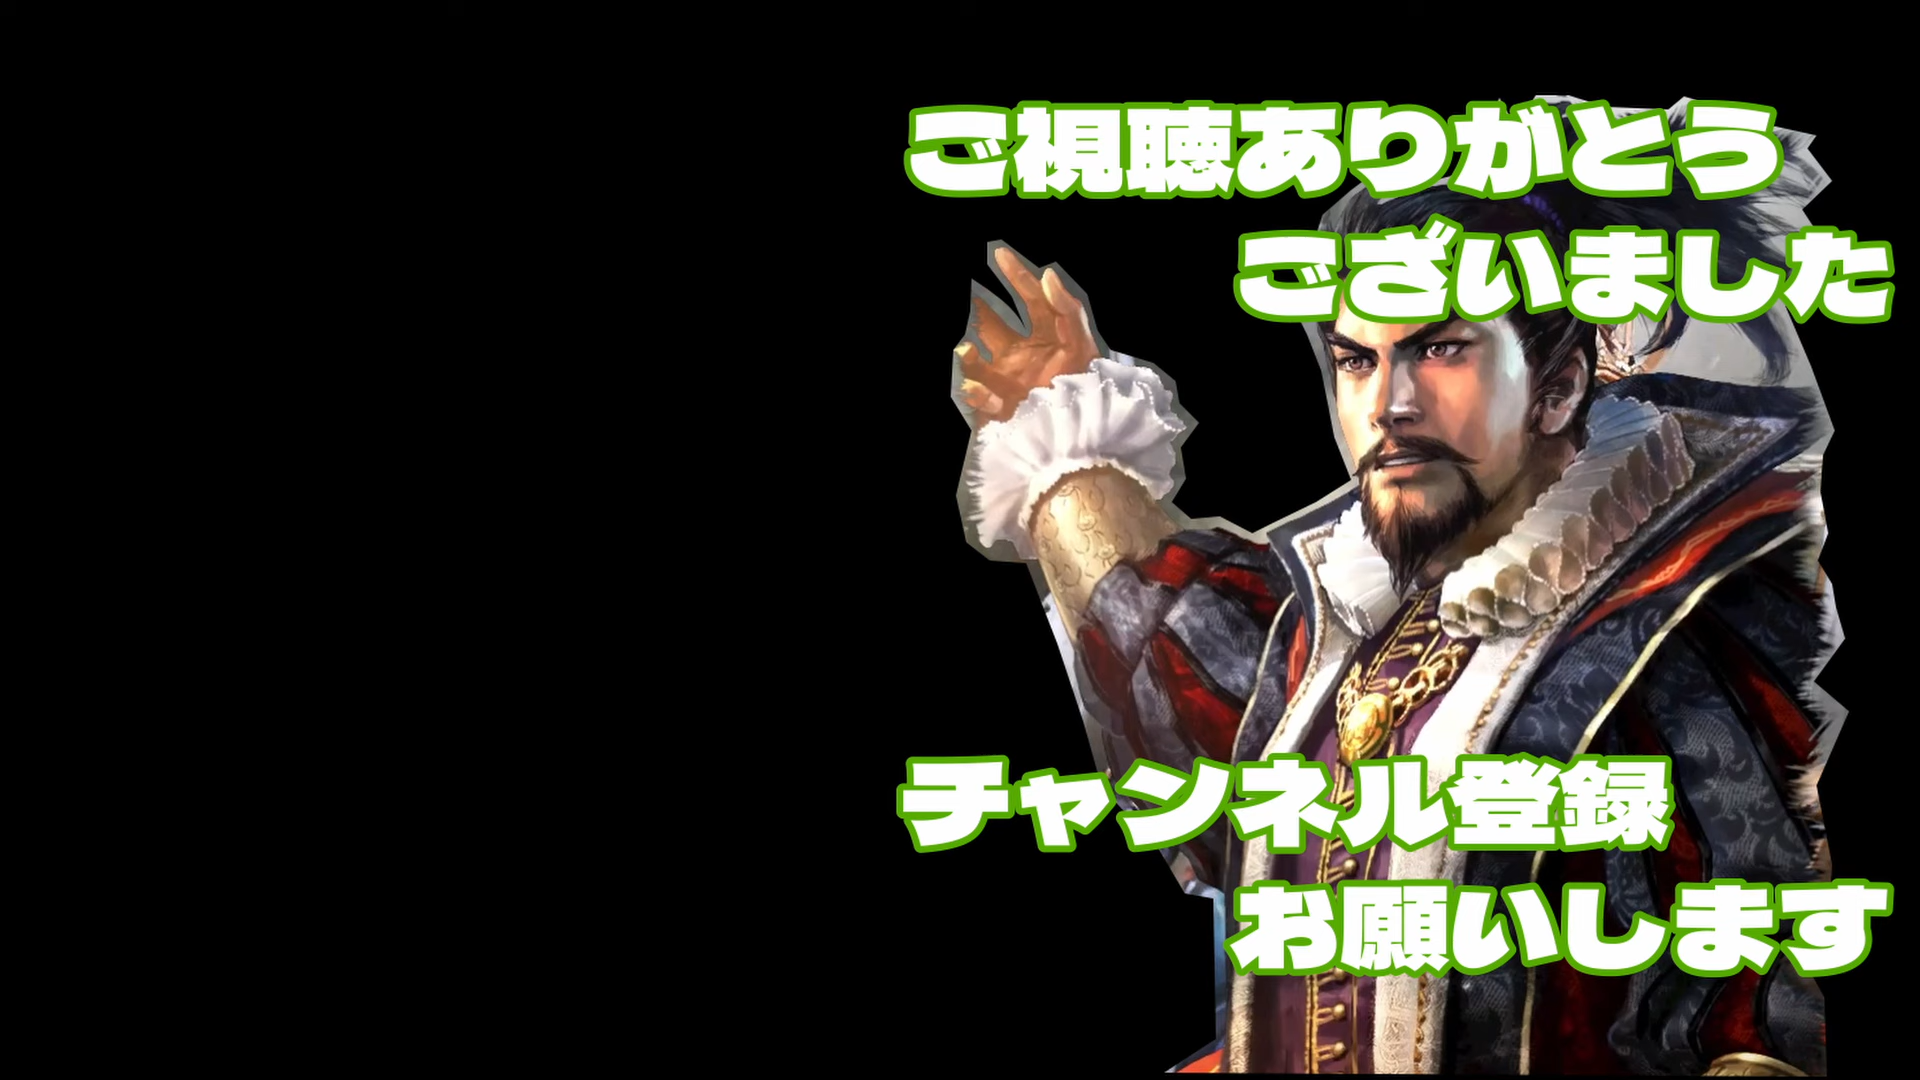 ご視聴ありがとう
ございました
チャンネル登録
お願いします